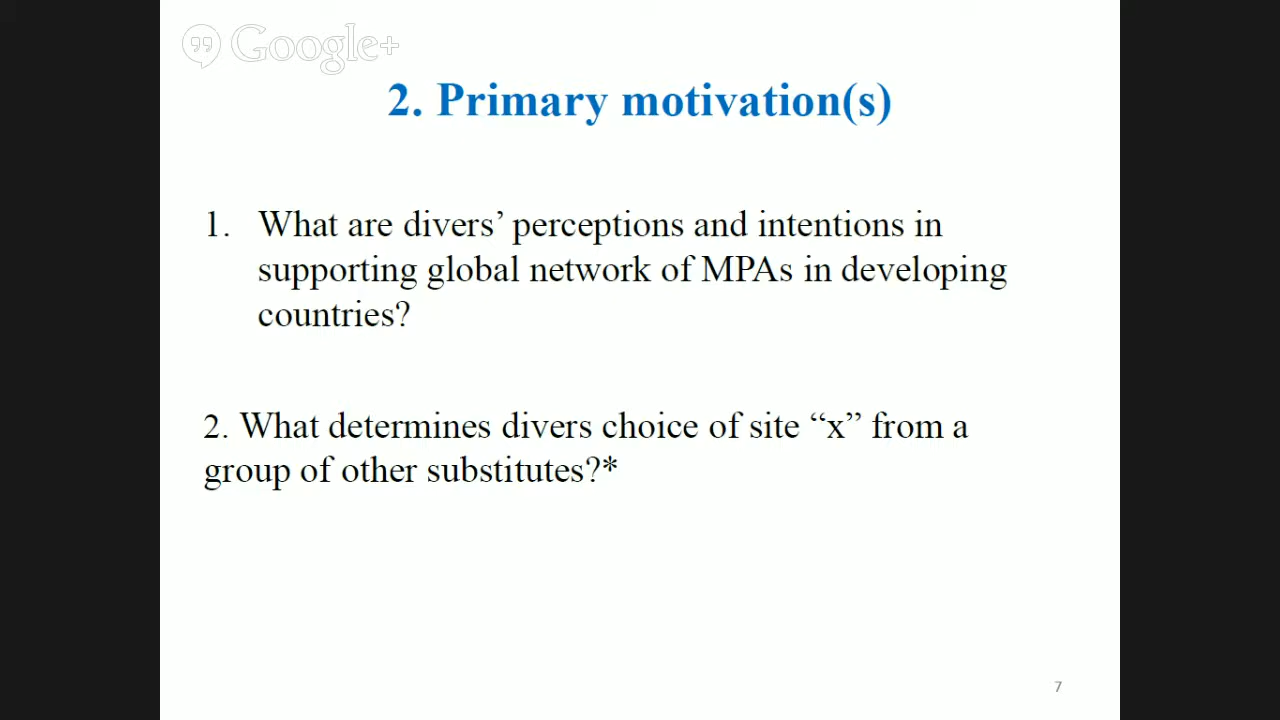 Google+
2. Primary motivation(s)
1. What are divers’ perceptions and intentions in
supporting global network of MPAs in developing
countries?
2. What determines divers choice of site “x” from a
group of other substitutes?*
7